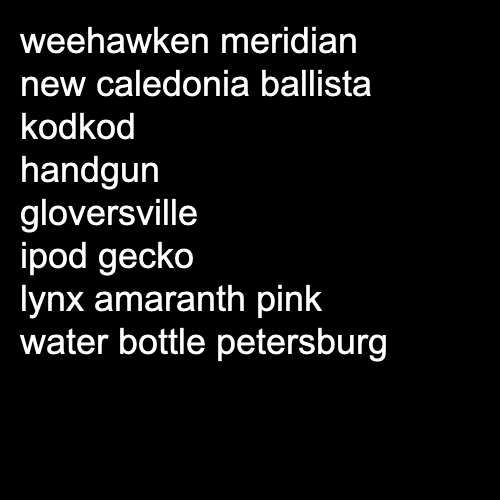 weehawken meridian
new caledonia ballista
kodkod
handgun
gloversville
ipod gecko
lynx amaranth pink
water bottle petersburg